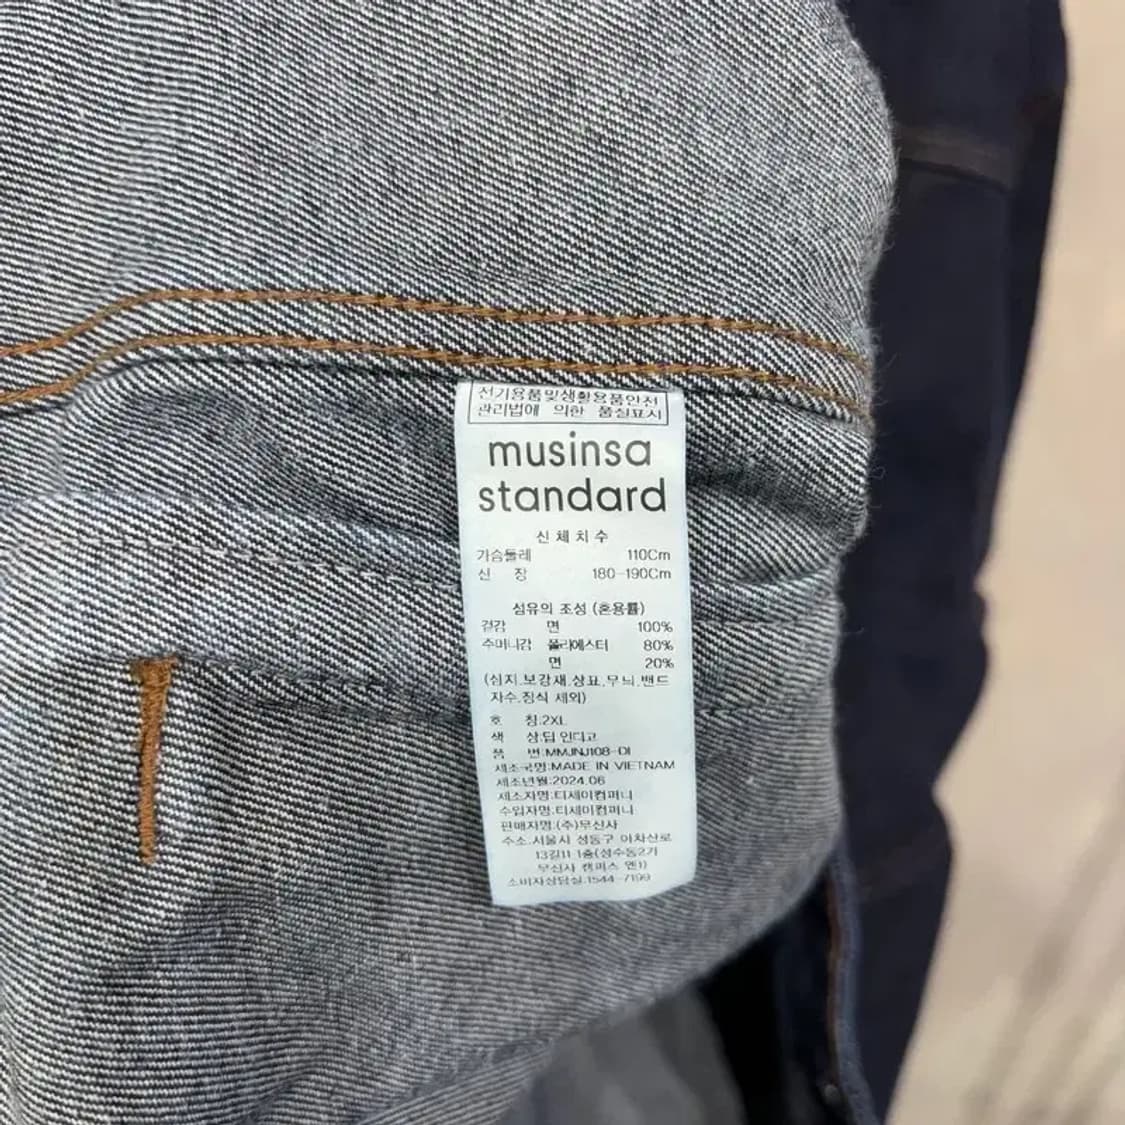 전기용품및생활용품안전
관리법에 의한 품질표시
musinsa
standard
신체치수
가슴둘레 110Cm
신 장 180-190Cm
섬유의 조성 (혼용률)
겉감 면 100%
주머니감 폴리에스터 80%
면 20%
(심지,보강재,상표,무늬,밴드
자수,장식 제외)
호 칭:2XL
색 상:딥 인디고
품 번:MMJNJ108-DI
제조국명:MADE IN VIETNAM
제조년월:2024.06
제조자명:티제이컴퍼니
수입자명:티제이컴퍼니
판매자명:(주)무신사
주소:서울시 성동구 아차산로
13길11 1층(성수동2가
무신사 캠퍼스 엔1)
소비자상담실:1544-7199